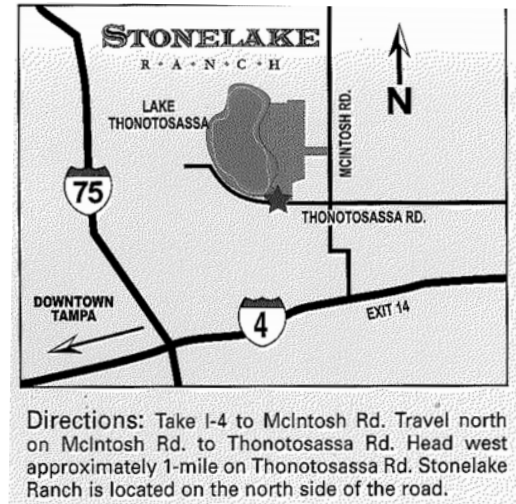 STONELAKE
R • A • N • C • H
LAKE
THONOTOSASSA
N
MCINTOSH RD.
75
THONOTOSASSA RD.
DOWNTOWN
TAMPA
4
EXIT 14
Directions: Take I-4 to McIntosh Rd. Travel north
on McIntosh Rd. to Thonotosassa Rd. Head west
approximately 1-mile on Thonotosassa Rd. Stonelake
Ranch is located on the north side of the road.